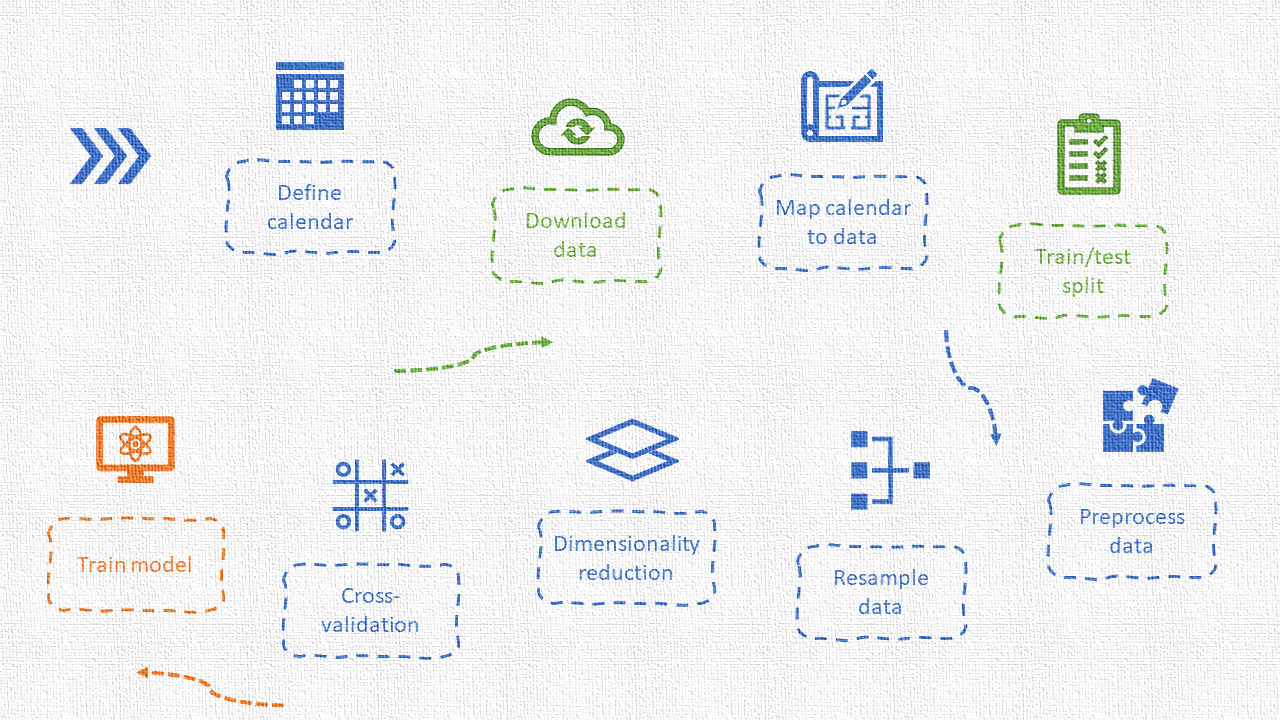 Define
calendar
Download
data
Map calendar
to data
Train/test
split
Preprocess
data
Resample
data
Dimensionality
reduction
Cross-
validation
Train model